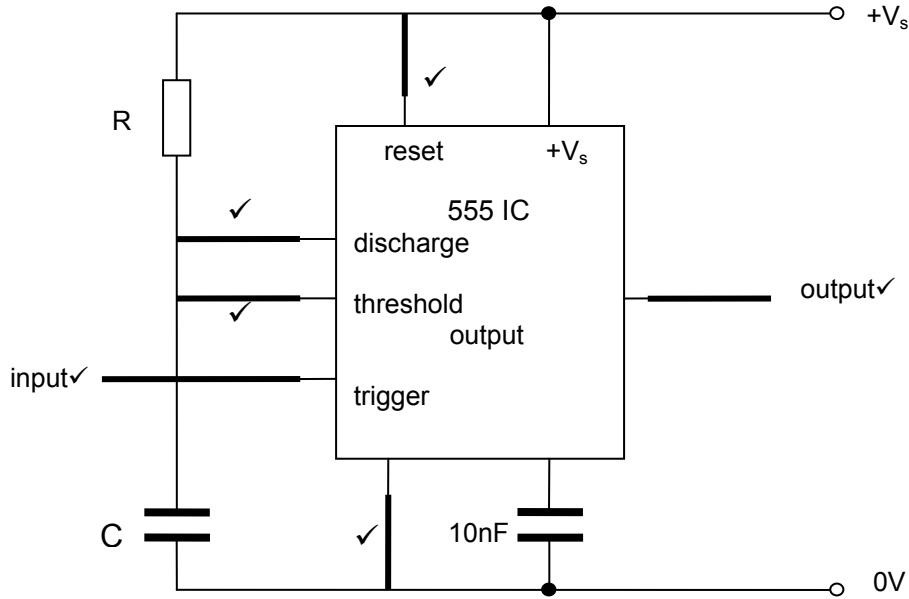 +Vs
R
✓
reset
+Vs
✓
555 IC
discharge
✓
threshold
output
output✓
input✓
trigger
C
✓
10nF
0V